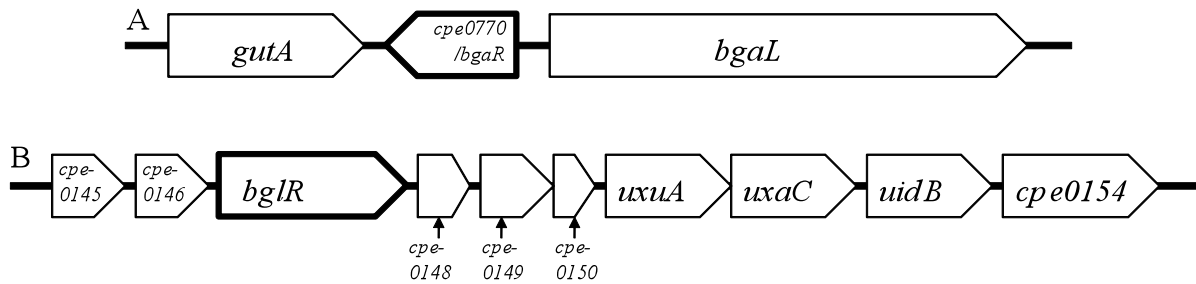 A
gutA
cpe0770
/bgaR
bgaL
B
cpe-
0145
cpe-
0146
bglR
cpe-
0148
cpe-
0149
cpe-
0150
uxuA
uxaC
uidB
cpe0154